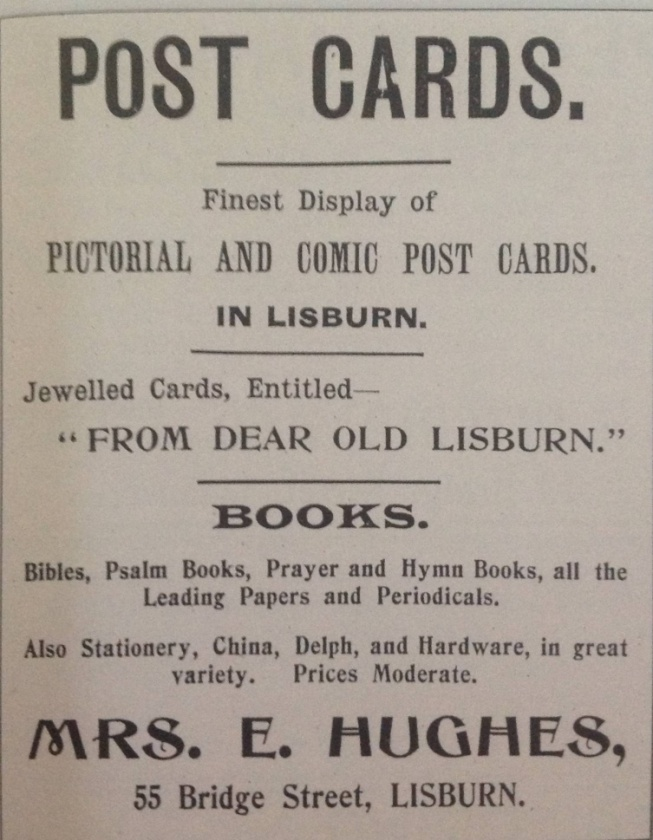 POST CARDS.
Finest Display of
PICTORIAL AND COMIC POST CARDS.
IN LISBURN.
Jewelled Cards, Entitled—
“FROM DEAR OLD LISBURN.”
BOOKS.
Bibles, Psalm Books, Prayer and Hymn Books, all the
Leading Papers and Periodicals.
Also Stationery, China, Delph, and Hardware, in great
variety. Prices Moderate.
MRS. E. HUGHES,
55 Bridge Street, LISBURN.